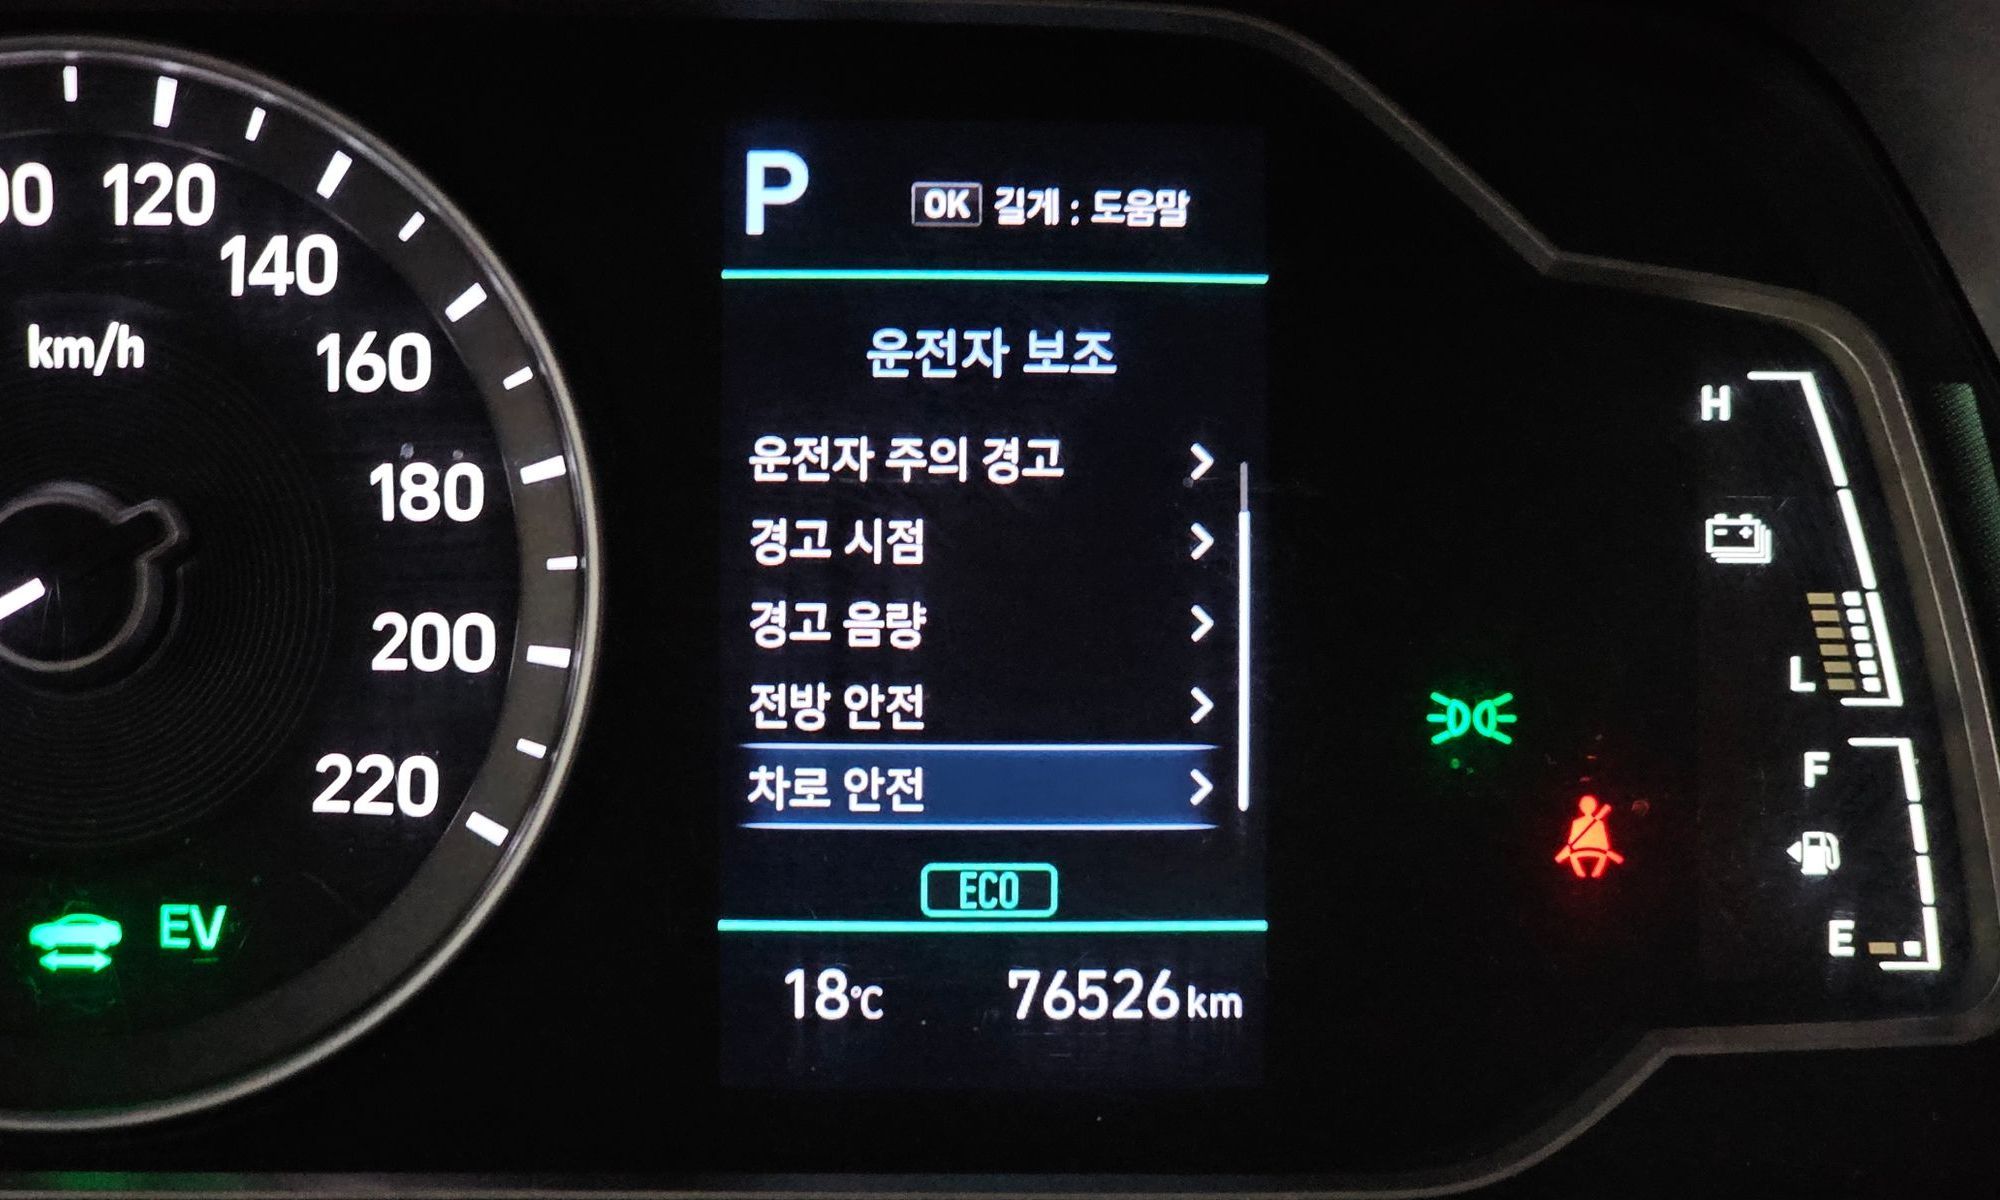 120
140
160
180
200
220
km/h
EV
P
OK 길게 : 도움말
운전자 보조
운전자 주의 경고
경고 시점
경고 음량
전방 안전
차로 안전
ECO
18°C 76526 km
H
L
F
E